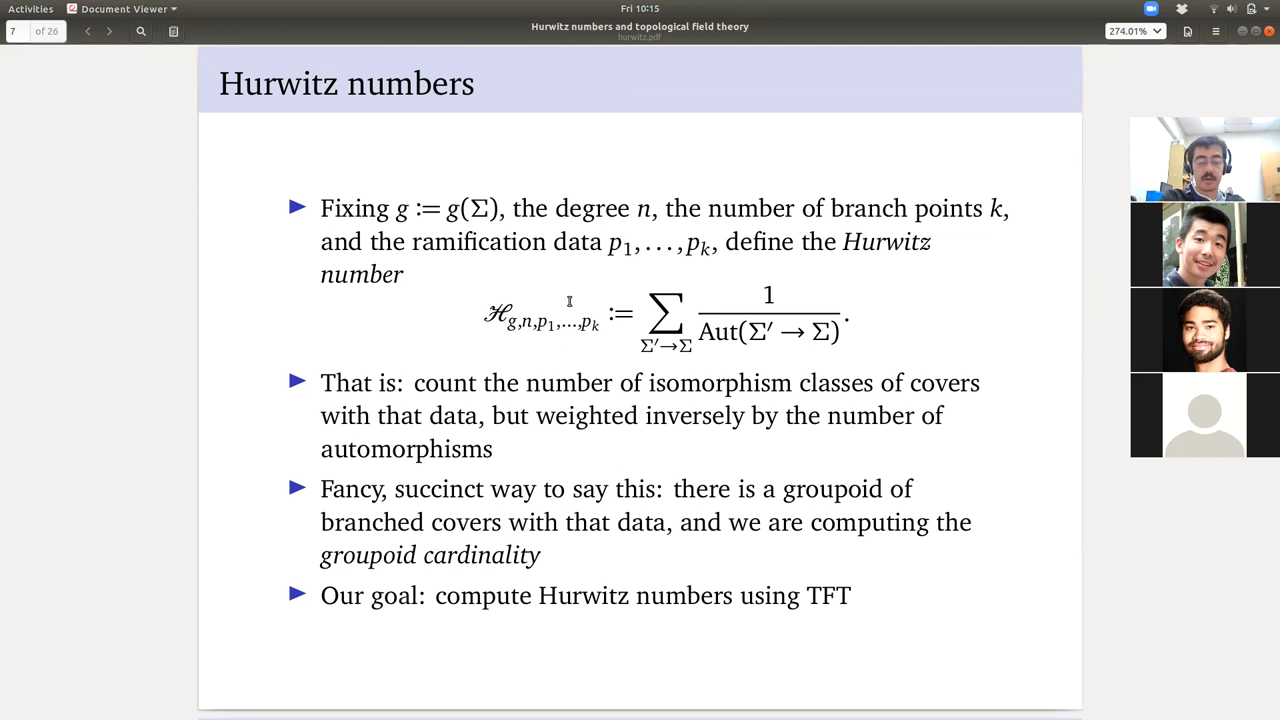 Activities Document Viewer Fri 10:15
7 of 26 Hurwitz numbers and topological field theory 274.01%
hurwitz.pdf
Hurwitz numbers
▶ Fixing g := g(Σ), the degree n, the number of branch points k,
and the ramification data p₁,...,pₖ, define the Hurwitz
number
ℋ_{g,n,p₁,...,pₖ} := ∑_{Σ′→Σ} 1/Aut(Σ′ → Σ).
▶ That is: count the number of isomorphism classes of covers
with that data, but weighted inversely by the number of
automorphisms
▶ Fancy, succinct way to say this: there is a groupoid of
branched covers with that data, and we are computing the
groupoid cardinality
▶ Our goal: compute Hurwitz numbers using TFT